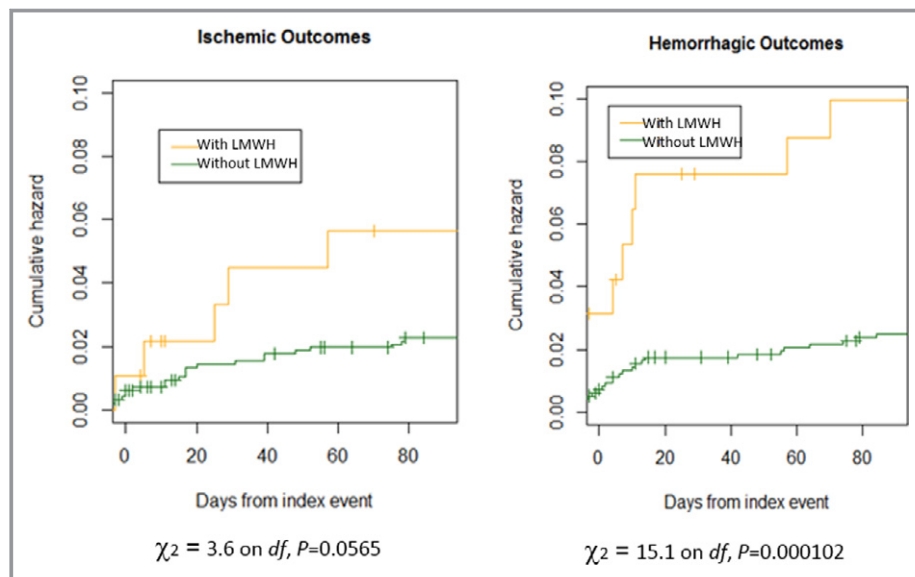 Ischemic Outcomes
With LMWH
Without LMWH
Cumulative hazard
0.00
0.02
0.04
0.06
0.08
0.10
0 20 40 60 80
Days from index event
χ2 = 3.6 on df, P=0.0565
Hemorrhagic Outcomes
With LMWH
Without LMWH
Cumulative hazard
0.00
0.02
0.04
0.06
0.08
0.10
0 20 40 60 80
Days from index event
χ2 = 15.1 on df, P=0.000102